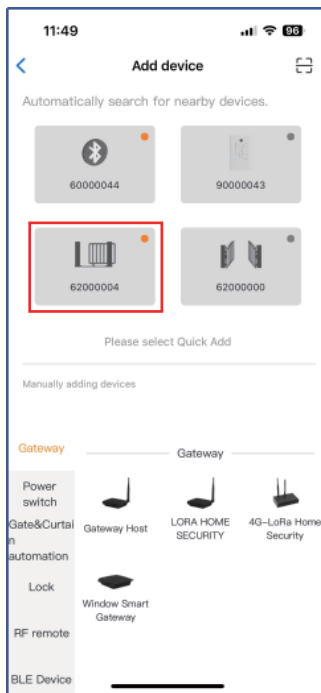 11:49
96
Add device
Automatically search for nearby devices.
60000044
90000043
62000004
62000000
Please select Quick Add
Manually adding devices
Gateway
Gateway
Power
switch
Gate&Curtai
n
automation
Lock
RF remote
BLE Device
Gateway Host
LORA HOME
SECURITY
4G-LoRa Home
Security
Window Smart
Gateway